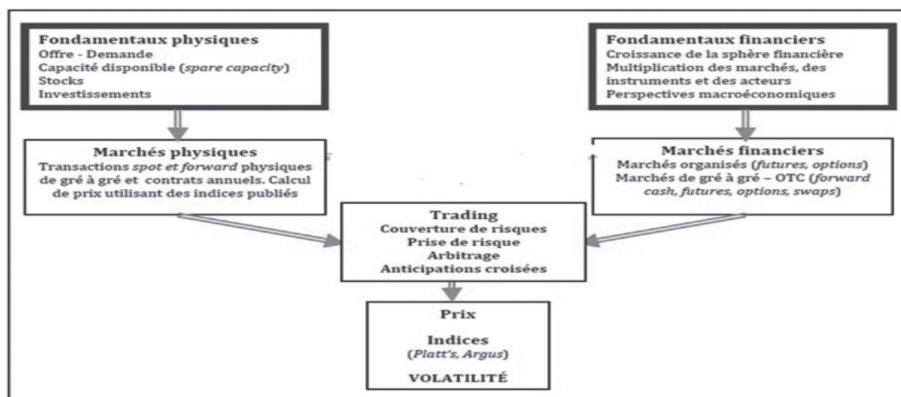 Fondamentaux physiques
Offre - Demande
Capacité disponible (spare capacity)
Stocks
Investissements
Fondamentaux financiers
Croissance de la sphère financière
Multiplication des marchés, des
instruments et des acteurs
Perspectives macroéconomiques
Marchés physiques
Transactions spot et forward physiques
de gré à gré et contrats annuels. Calcul
de prix utilisant des indices publiés
Marchés financiers
Marchés organisés (futures, options)
Marchés de gré à gré – OTC (forward
cash, futures, options, swaps)
Trading
Couverture de risques
Prise de risque
Arbitrage
Anticipations croisées
Prix
Indices
(Platt's, Argus)
VOLATILITÉ